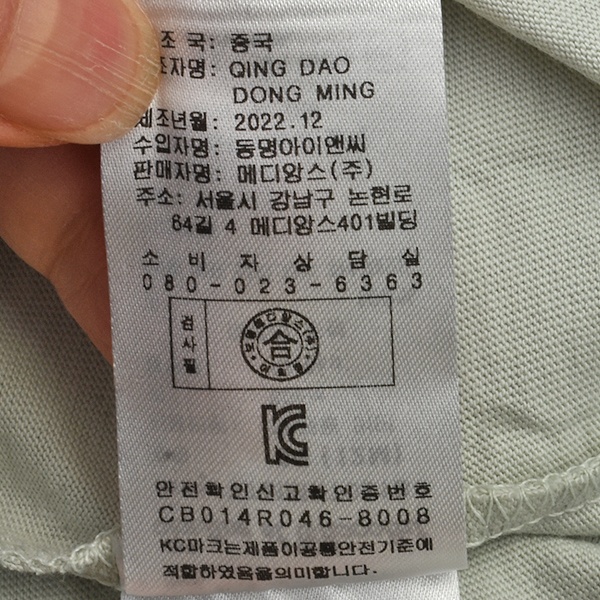 조 국: 중국
조자명: QING DAO
DONG MING
제조년월: 2022.12
수입자명: 동명아이앤씨
판매자명: 메디앙스(주)
주소: 서울시 강남구 논현로
64길 4 메디앙스401빌딩
소 비 자 상 담 실
080-023-6363
검사필
合
KC
안전확인신고확인증번호
CB014R046-8008
KC마크는제품이공통안전기준에
적합하였음을의미합니다.